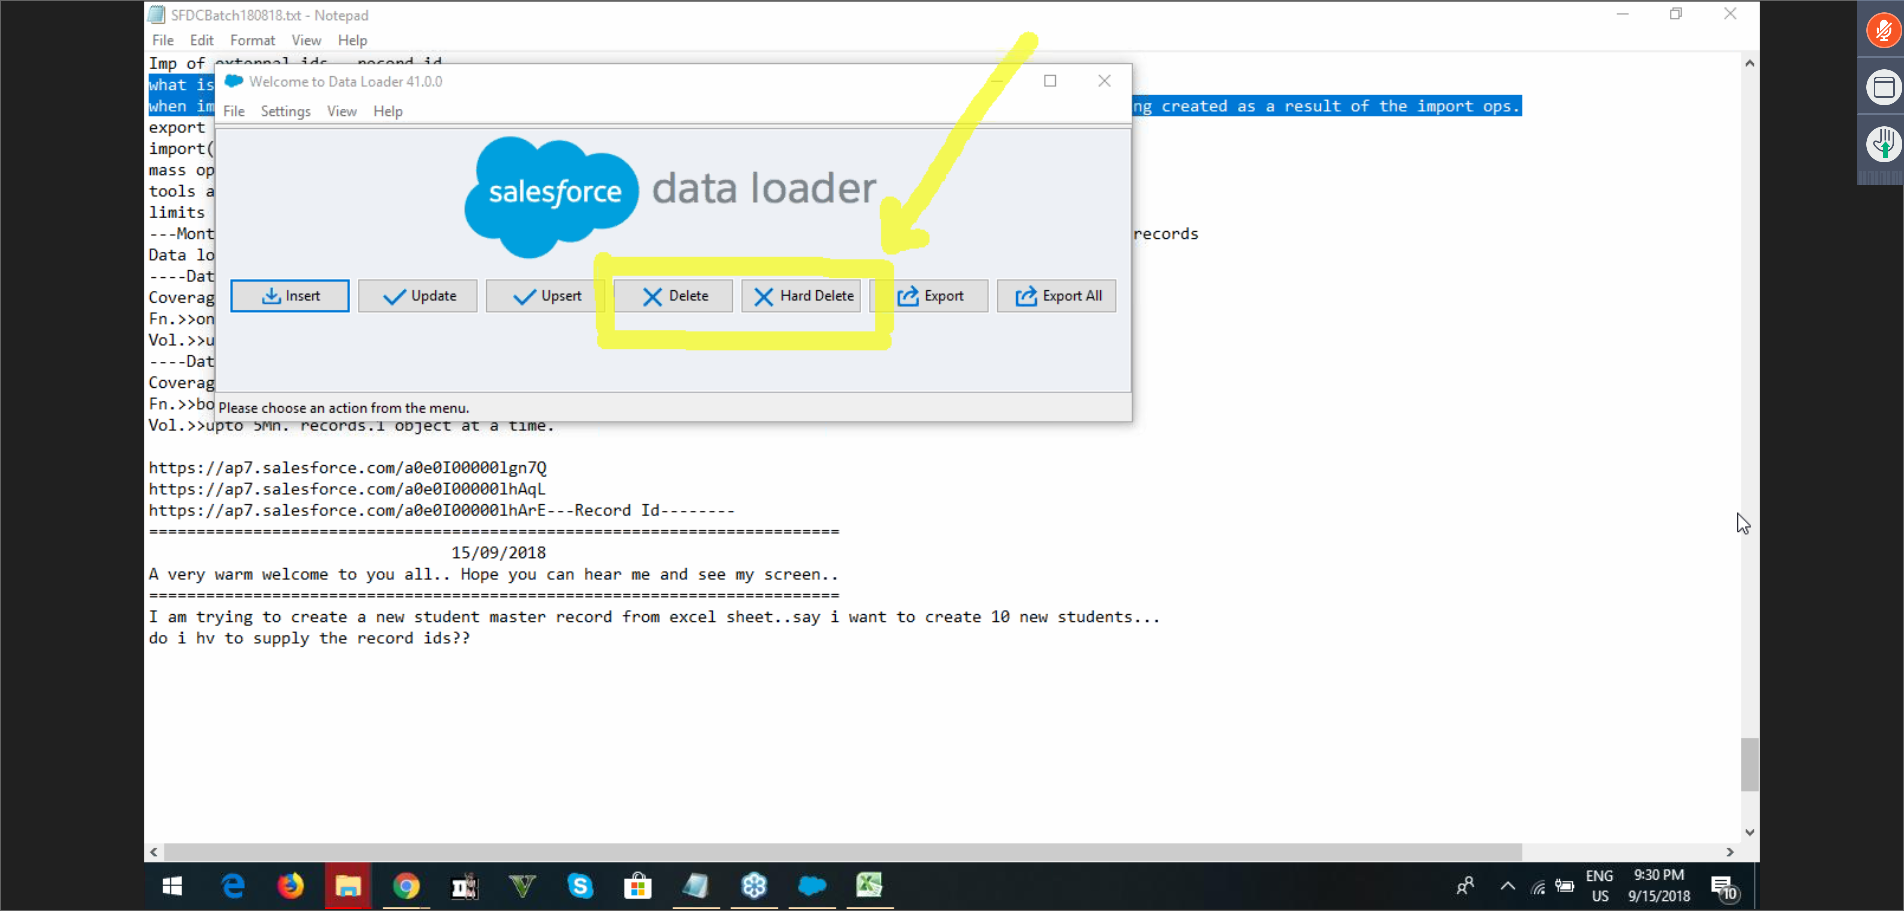 SFDCBatch180818.txt - Notepad
File Edit Format View Help
Imp of external ids record id
what is
when im ng created as a result of the import ops.
export
import(
mass op
tools a
limits
---Mont records
Data lo
----Dat
Coverag
Fn.>>on
Vol.>>u
----Dat
Coverag
Fn.>>bo
Vol.>>upto 5Mn. records.1 object at a time.
Welcome to Data Loader 41.0.0
File Settings View Help
salesforce data loader
Insert Update Upsert Delete Hard Delete Export Export All
Please choose an action from the menu.
https://ap7.salesforce.com/a0e0I00000lgn7Q
https://ap7.salesforce.com/a0e0I00000lhAqL
https://ap7.salesforce.com/a0e0I00000lhArE---Record Id--------
=========================================================================
15/09/2018
A very warm welcome to you all.. Hope you can hear me and see my screen..
=========================================================================
I am trying to create a new student master record from excel sheet..say i want to create 10 new students...
do i hv to supply the record ids??
ENG
US
9:30 PM
9/15/2018
10